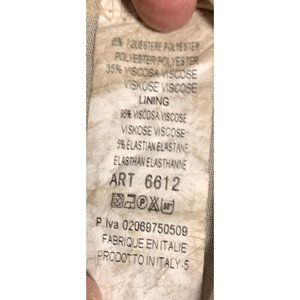 65% POLIESTERE POLYESTER
POLYESTER POLYESTER
35% VISCOSA VISCOSE
VISKOSE VISCOSE
LINING
95% VISCOSA VISCOSE
VISKOSE VISCOSE
5% ELASTIAN ELASTANE
ELASTHAN ELASTHANNE
ART 6612
P.Iva 02069750509
FABRIQUE EN ITALIE
PRODOTTO IN ITALY-5